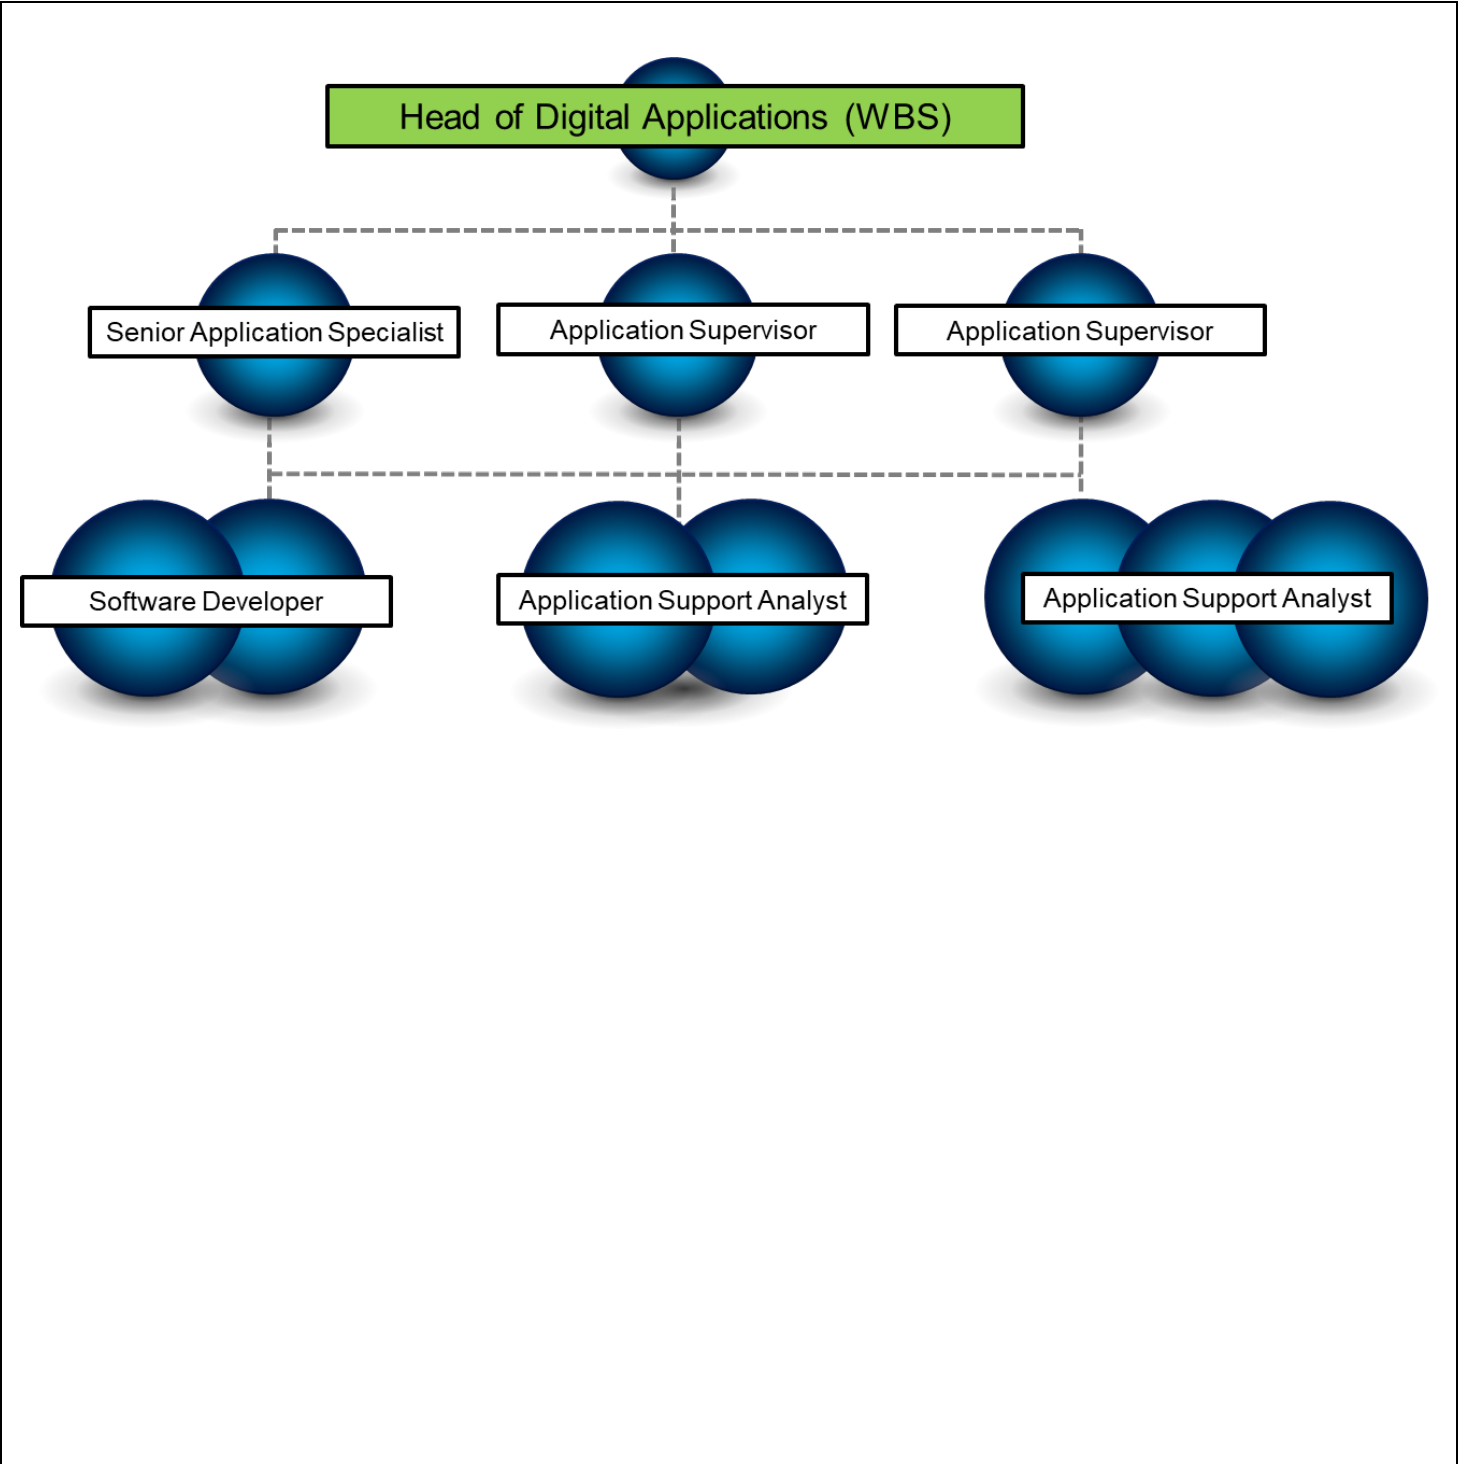 Head of Digital Applications (WBS)
Senior Application Specialist
Application Supervisor
Application Supervisor
Software Developer
Application Support Analyst
Application Support Analyst